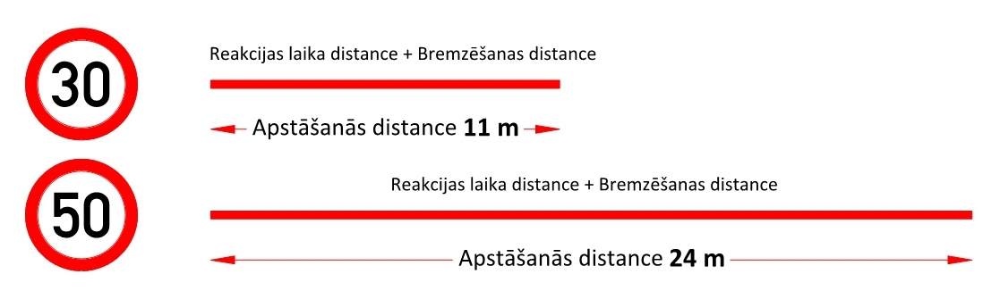 30
Reakcijas laika distance + Bremzēšanas distance
Apstāšanās distance 11 m
50
Reakcijas laika distance + Bremzēšanas distance
Apstāšanās distance 24 m